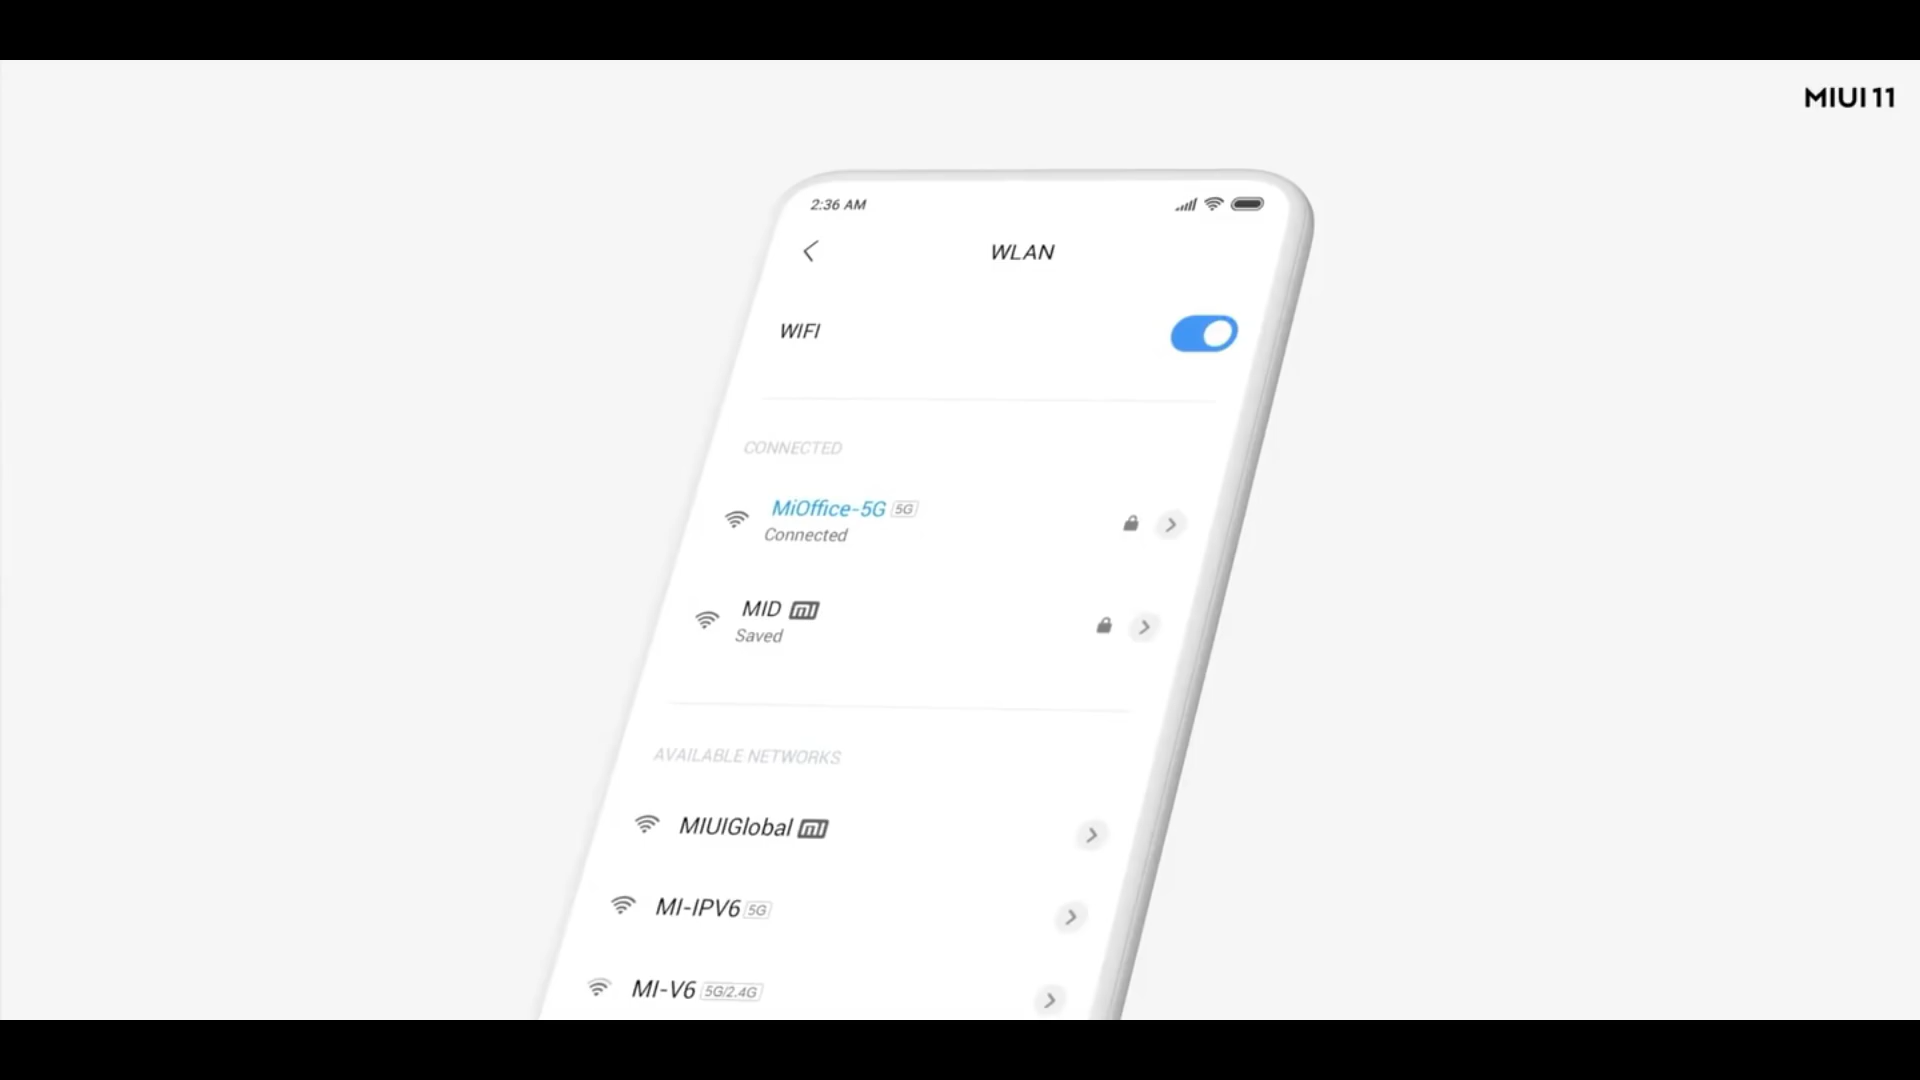 MIUI 11
2:36 AM
WLAN
WIFI
CONNECTED
MiOffice-5G 5G
Connected
MID mi
Saved
AVAILABLE NETWORKS
MIUIGlobal mi
MI-IPV6 5G
MI-V6 5G/2.4G